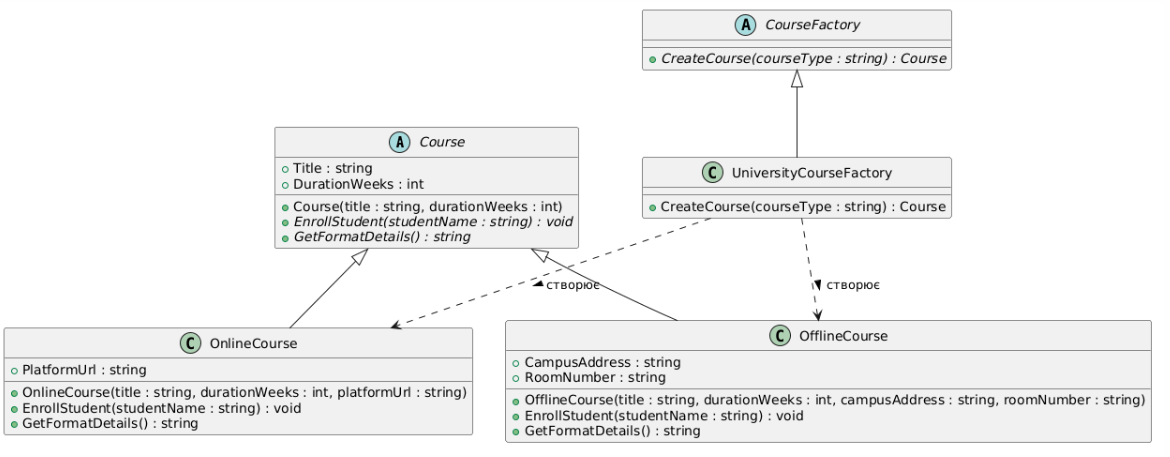 A CourseFactory
CreateCourse(courseType : string) : Course
A Course
Title : string
DurationWeeks : int
Course(title : string, durationWeeks : int)
EnrollStudent(studentName : string) : void
GetFormatDetails() : string
C UniversityCourseFactory
CreateCourse(courseType : string) : Course
створює
створює
C OnlineCourse
PlatformUrl : string
OnlineCourse(title : string, durationWeeks : int, platformUrl : string)
EnrollStudent(studentName : string) : void
GetFormatDetails() : string
C OfflineCourse
CampusAddress : string
RoomNumber : string
OfflineCourse(title : string, durationWeeks : int, campusAddress : string, roomNumber : string)
EnrollStudent(studentName : string) : void
GetFormatDetails() : string